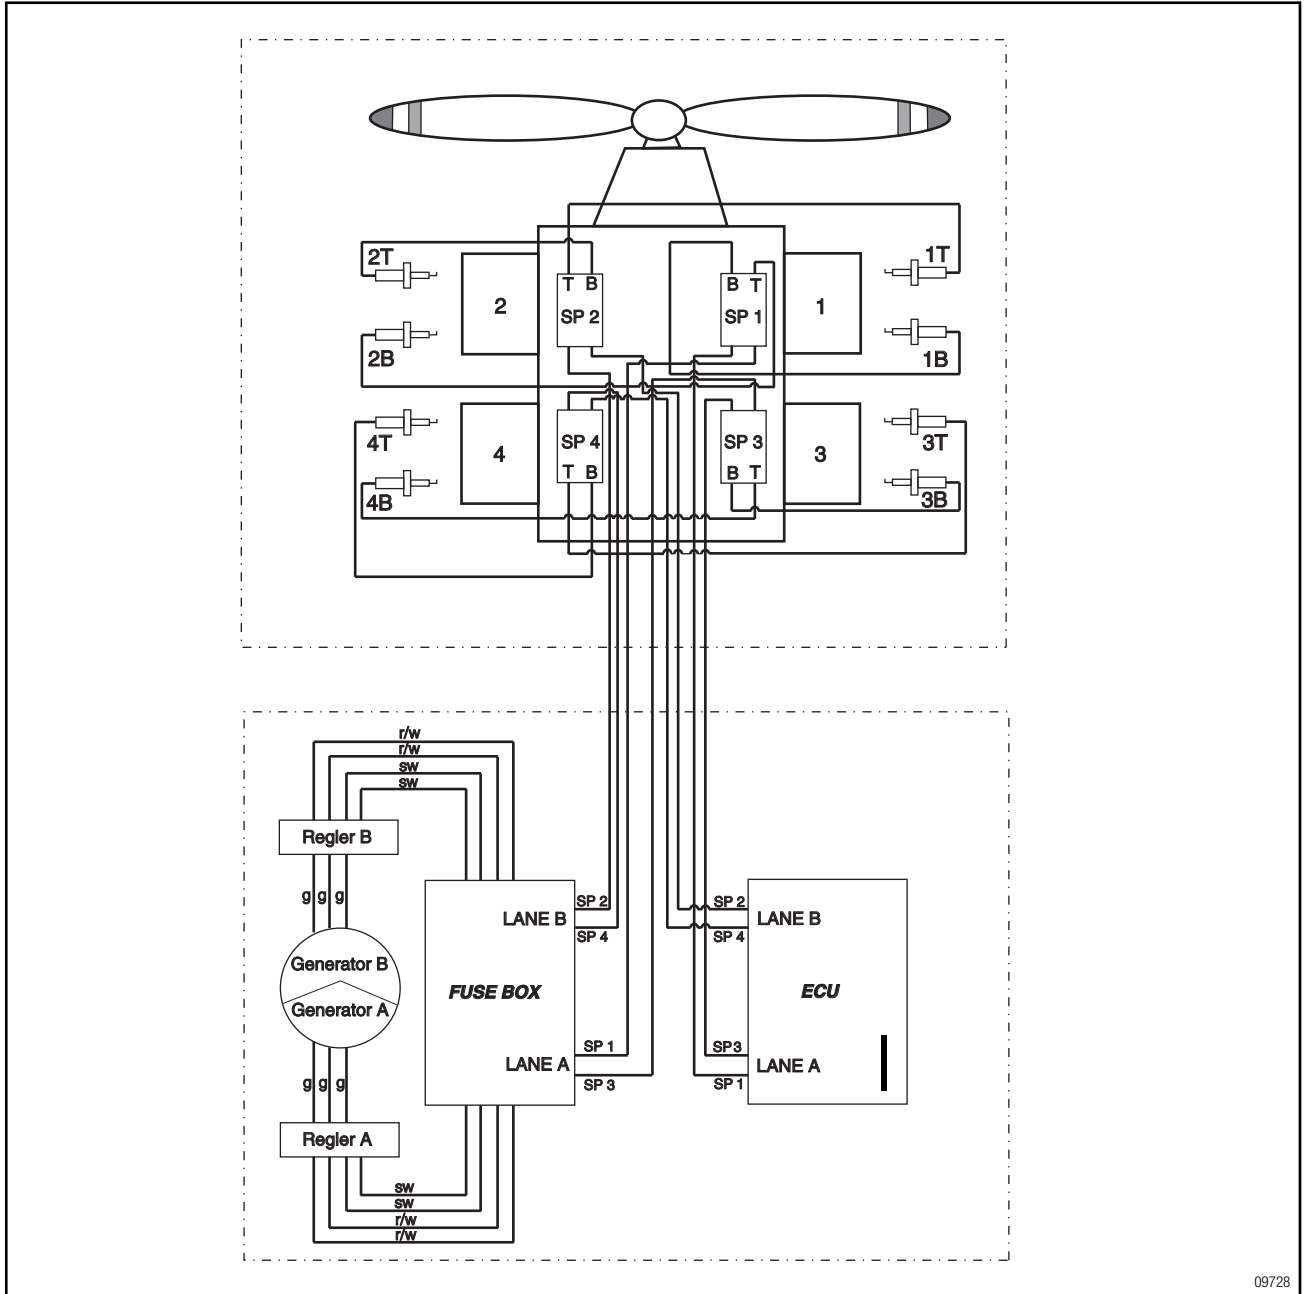 2T
1T
T B
B T
2
SP 2
SP 1
1
2B
1B
4T
SP 4
SP 3
3T
4
3
T B
B T
4B
3B
r/w
r/w
sw
sw
Regler B
g g g
SP 2
SP 2
LANE B
LANE B
SP 4
SP 4
Generator B
FUSE BOX
ECU
Generator A
SP 1
SP3
LANE A
LANE A
g g g
SP 3
SP 1
Regler A
sw
sw
r/w
r/w
09728